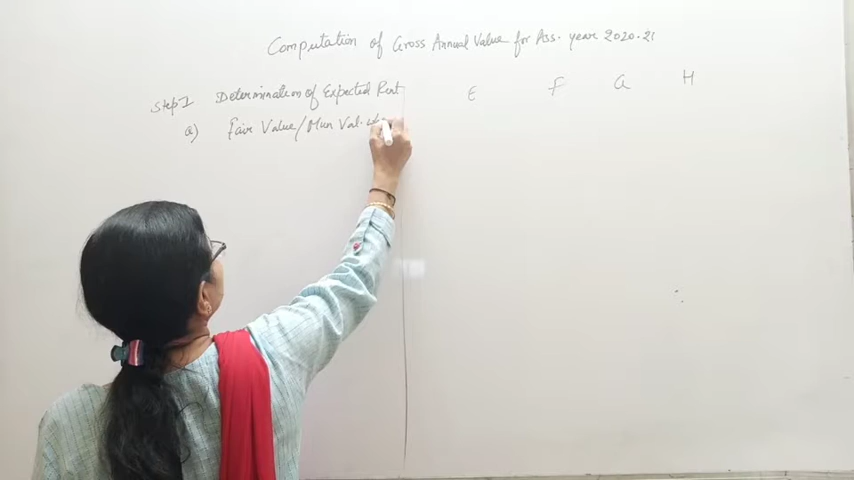 Computation of Gross Annual Value for Ass. year 2020-21
Step I Determination of Expected Rent E F G H
a) Fair Value/Mun Val.